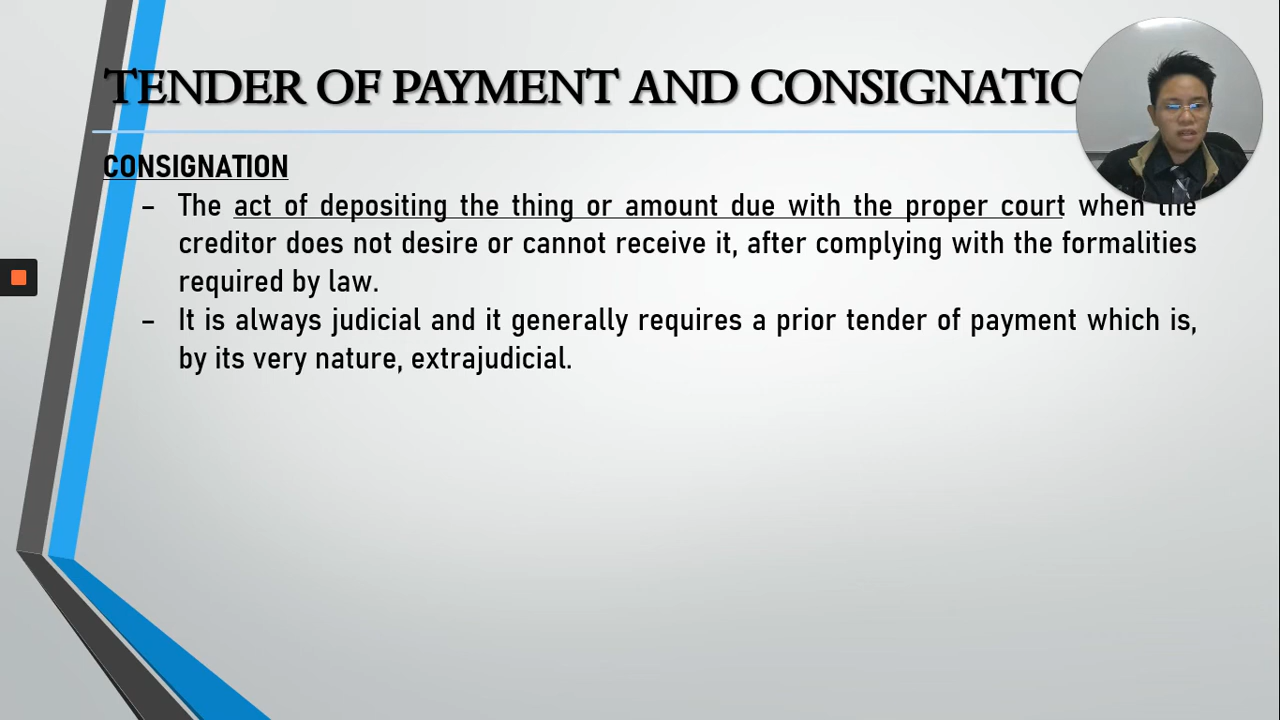 TENDER OF PAYMENT AND CONSIGNATIO
CONSIGNATION
– The act of depositing the thing or amount due with the proper court when the
creditor does not desire or cannot receive it, after complying with the formalities
required by law.
– It is always judicial and it generally requires a prior tender of payment which is,
by its very nature, extrajudicial.